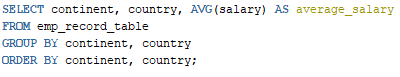 SELECT continent, country, AVG(salary) AS average_salary
FROM emp_record_table
GROUP BY continent, country
ORDER BY continent, country;